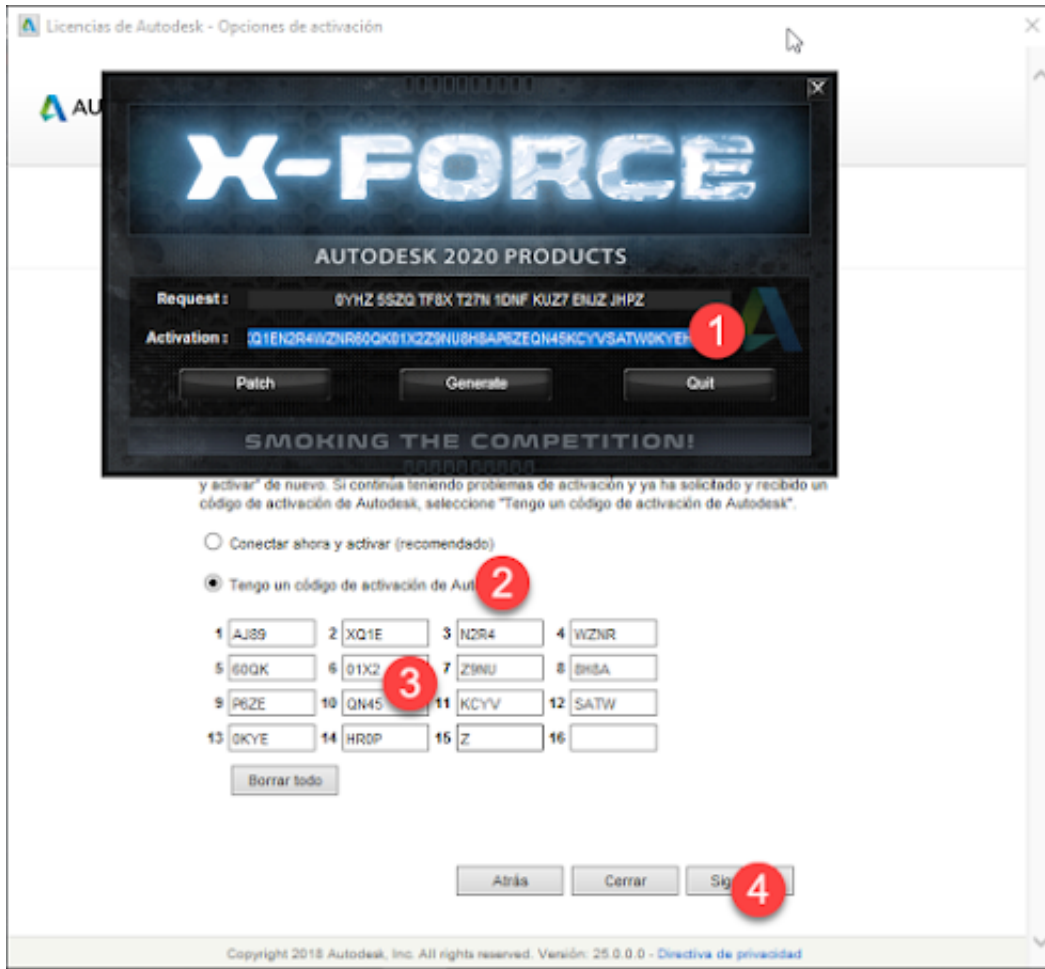 Licencias de Autodesk - Opciones de activación
AU
X-FORCE
AUTODESK 2020 PRODUCTS
Request : 0YHZ 5SZQ TF8X T27N 1DNF KUZ7 ENJZ JHPZ
Activation : Q1EN2R4WZNR60QK01X2Z9NU8H8AP6ZEQN45KCYVSATW0KYEH
1
Patch Generate Quit
SMOKING THE COMPETITION!
y activar" de nuevo. Si continúa teniendo problemas de activación y ya ha solicitado y recibido un
código de activación de Autodesk, seleccione "Tengo un código de activación de Autodesk".
Conectar ahora y activar (recomendado)
Tengo un código de activación de Aut 2
1 AJ89 2 XQ1E 3 N2R4 4 WZNR
5 60QK 6 01X2 7 Z9NU 8 8H8A
3
9 P6ZE 10 QN45 11 KCYV 12 SATW
13 0KYE 14 HR0P 15 Z 16
Borrar todo
Atrás Cerrar Sig 4
Copyright 2018 Autodesk, Inc. All rights reserved. Versión: 25.0.0.0 - Directiva de privacidad